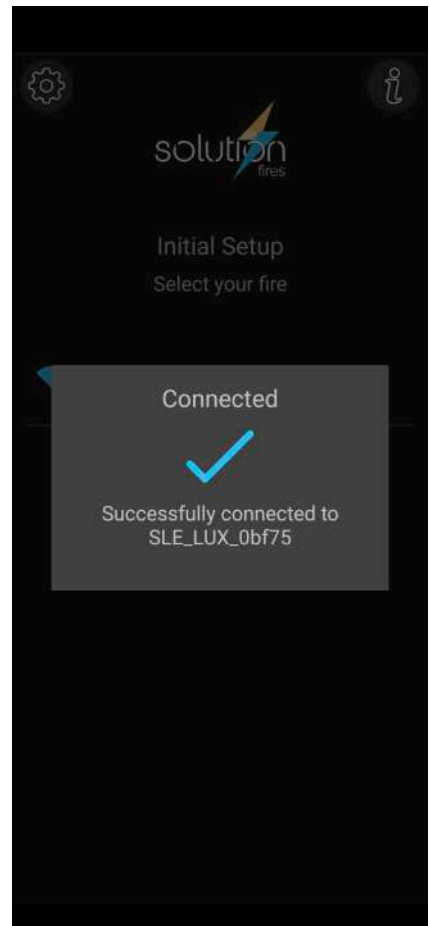 solution
fires
Initial Setup
Select your fire
Connected
Successfully connected to
SLE_LUX_0bf75